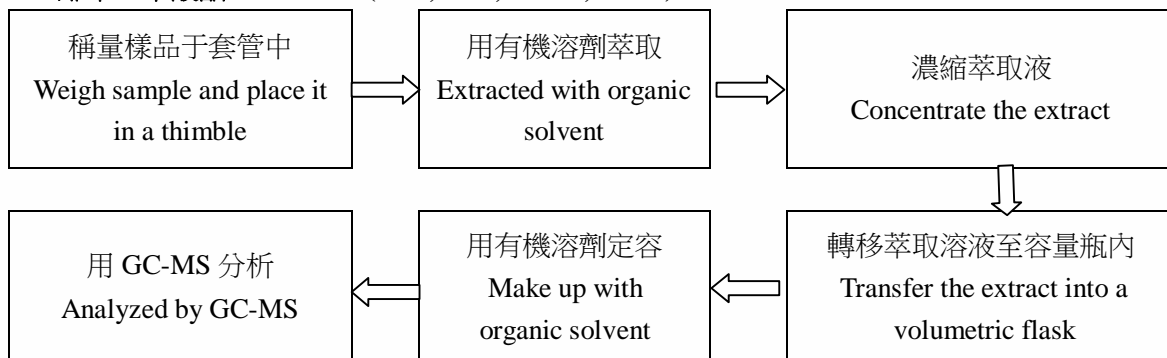 稱量樣品于套管中
Weigh sample and place it
in a thimble
用有機溶劑萃取
Extracted with organic
solvent
濃縮萃取液
Concentrate the extract
轉移萃取溶液至容量瓶內
Transfer the extract into a
volumetric flask
用有機溶劑定容
Make up with
organic solvent
用 GC-MS 分析
Analyzed by GC-MS